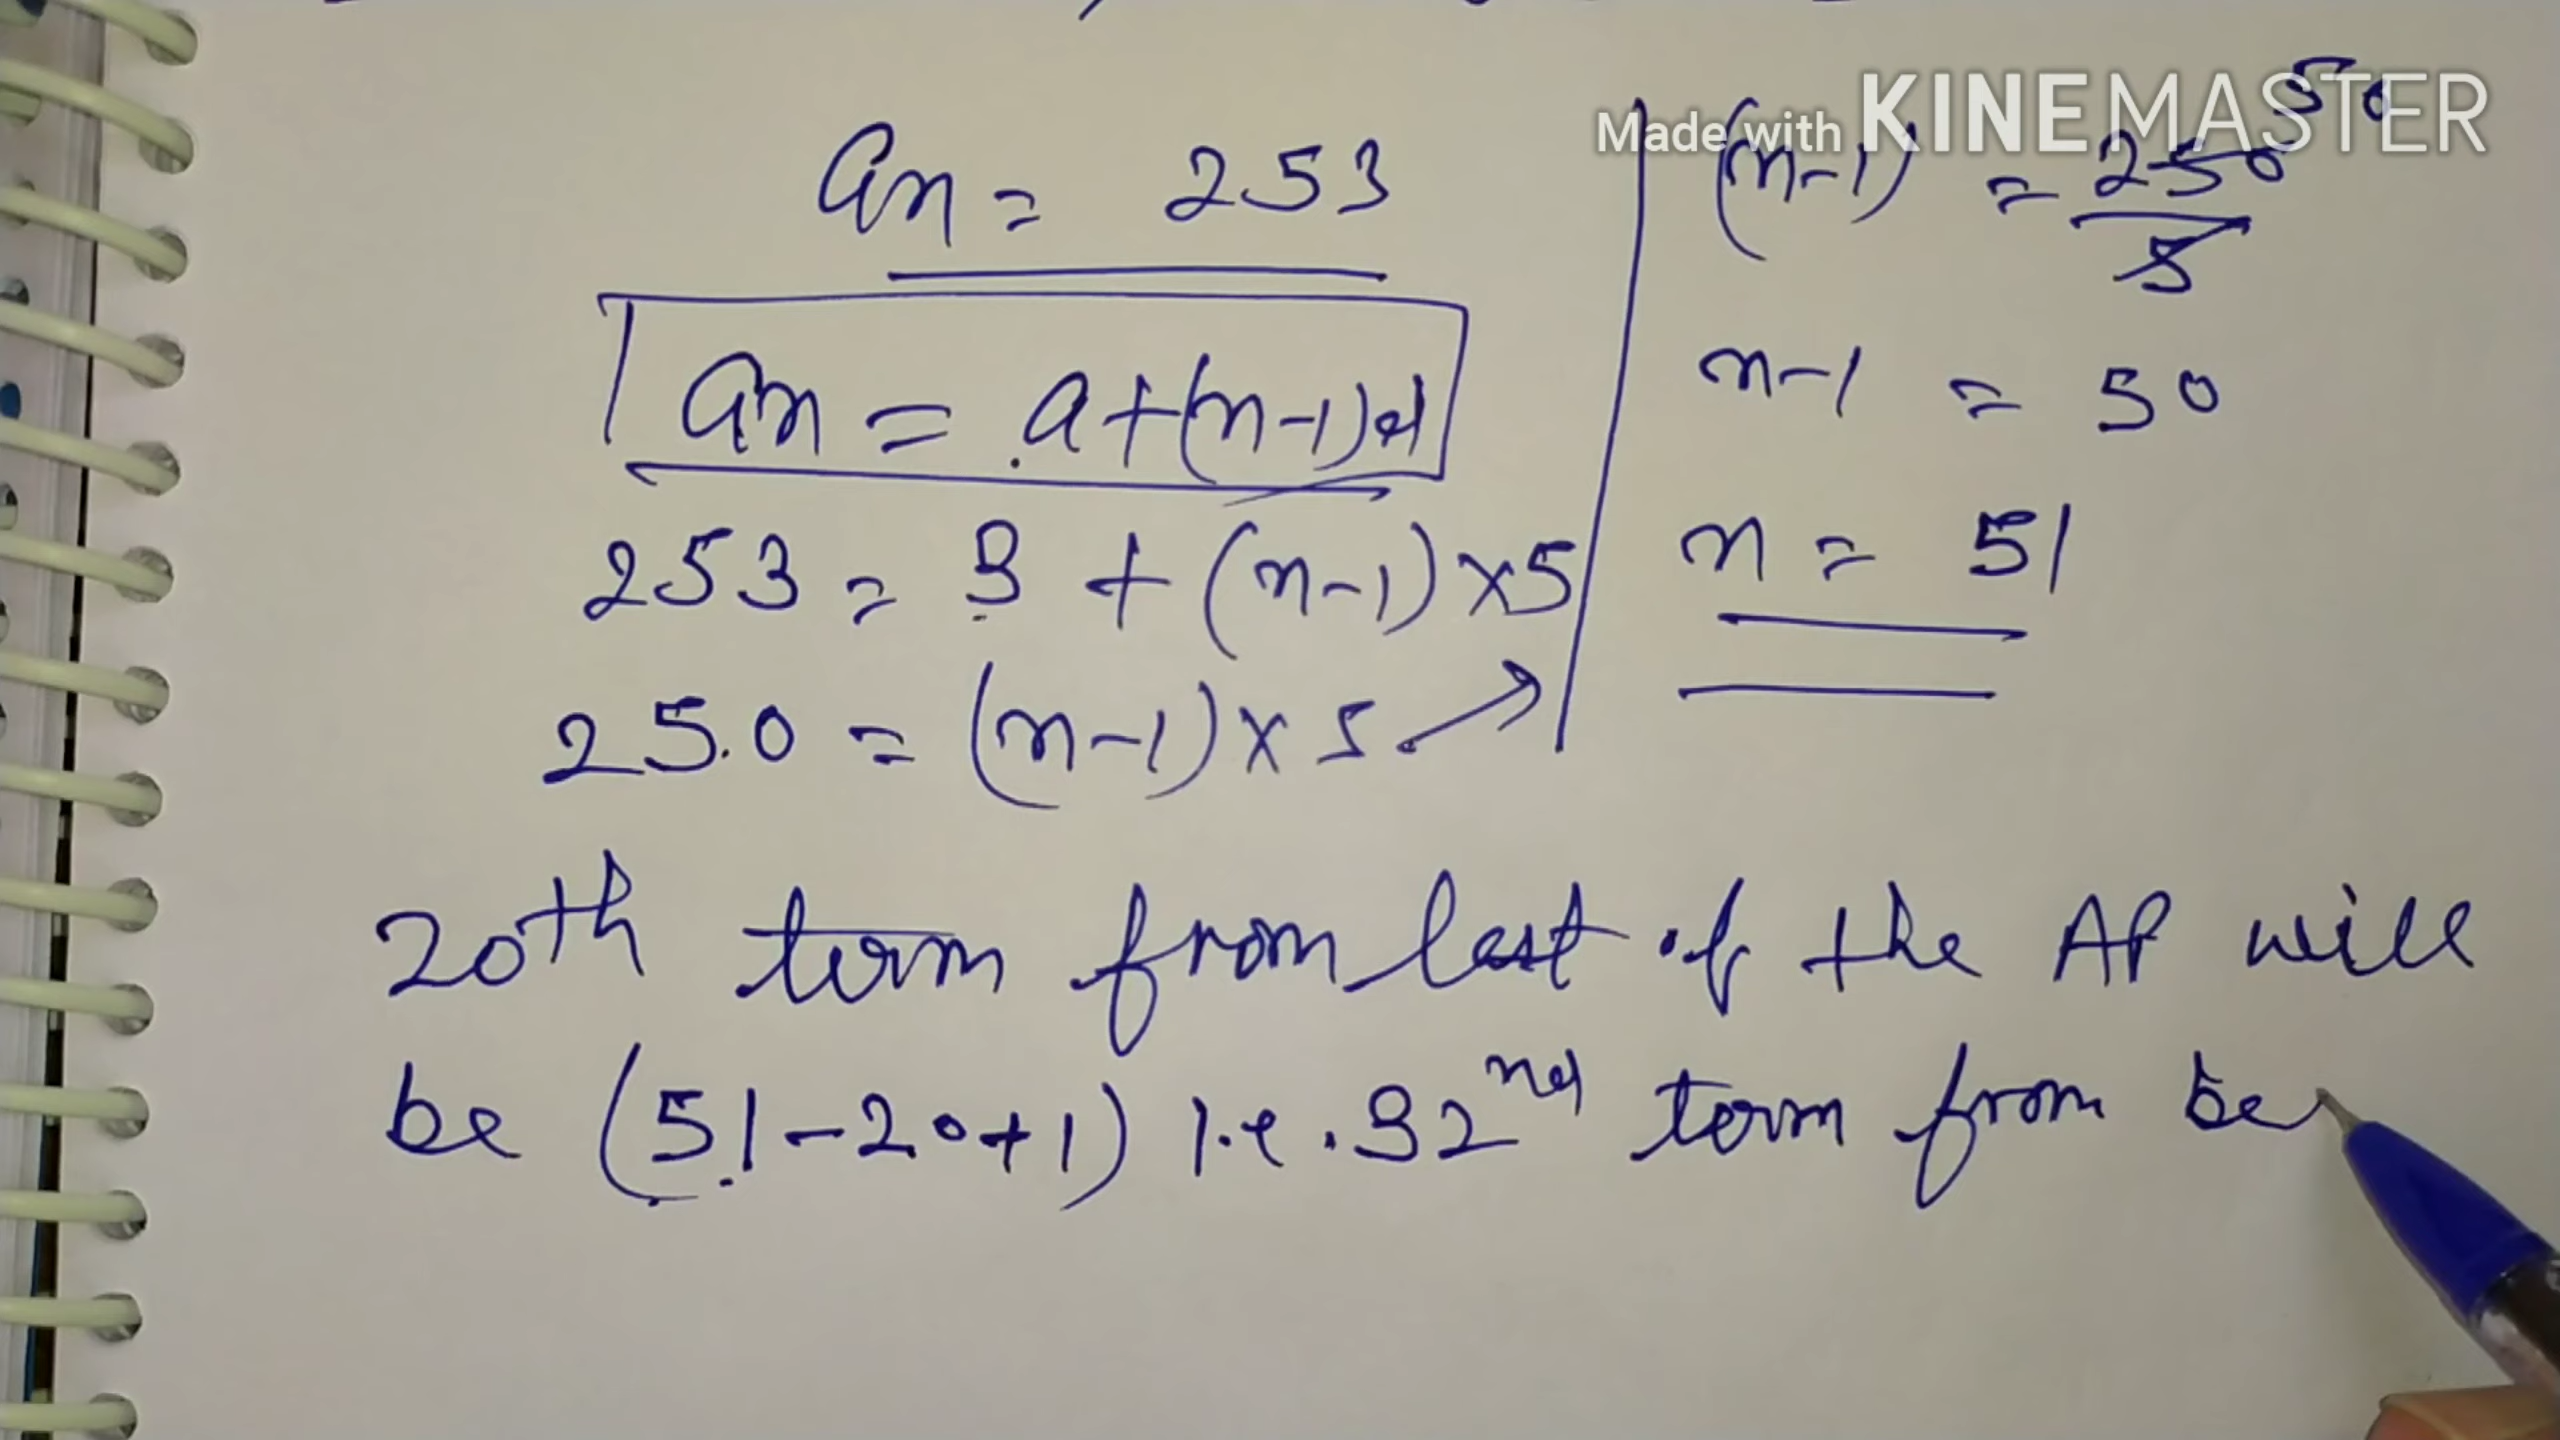 an = 253
an = a+(n-1)d
253 = 3 + (n-1)×5
250 = (n-1)×5
Made with KINEMASTER
50
(n-1) = 250/5
n-1 = 50
n = 51
20th term from last of the AP will
be (51-20+1) i.e. 32nd term from be